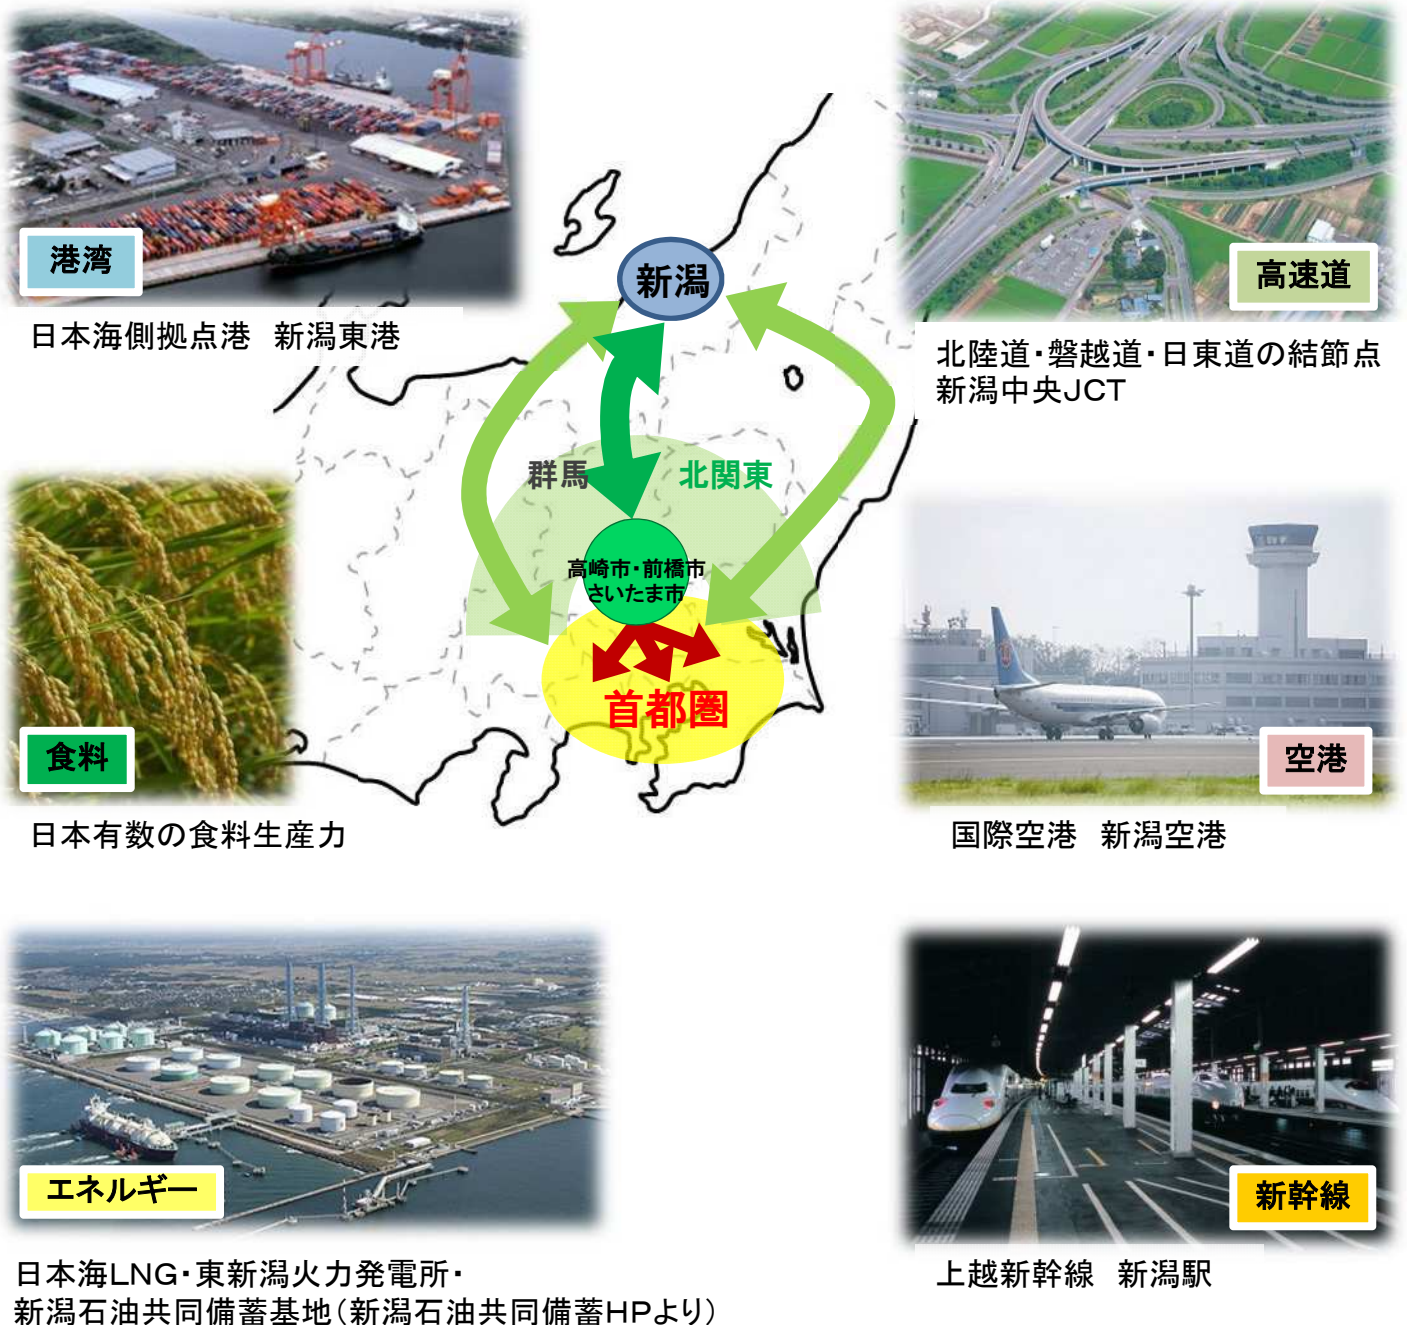 港湾
日本海側拠点港　新潟東港
高速道
北陸道・磐越道・日東道の結節点
新潟中央JCT
新潟
群馬
北関東
高崎市・前橋市
さいたま市
首都圏
食料
日本有数の食料生産力
空港
国際空港　新潟空港
エネルギー
日本海LNG・東新潟火力発電所・
新潟石油共同備蓄基地（新潟石油共同備蓄HPより）
新幹線
上越新幹線　新潟駅